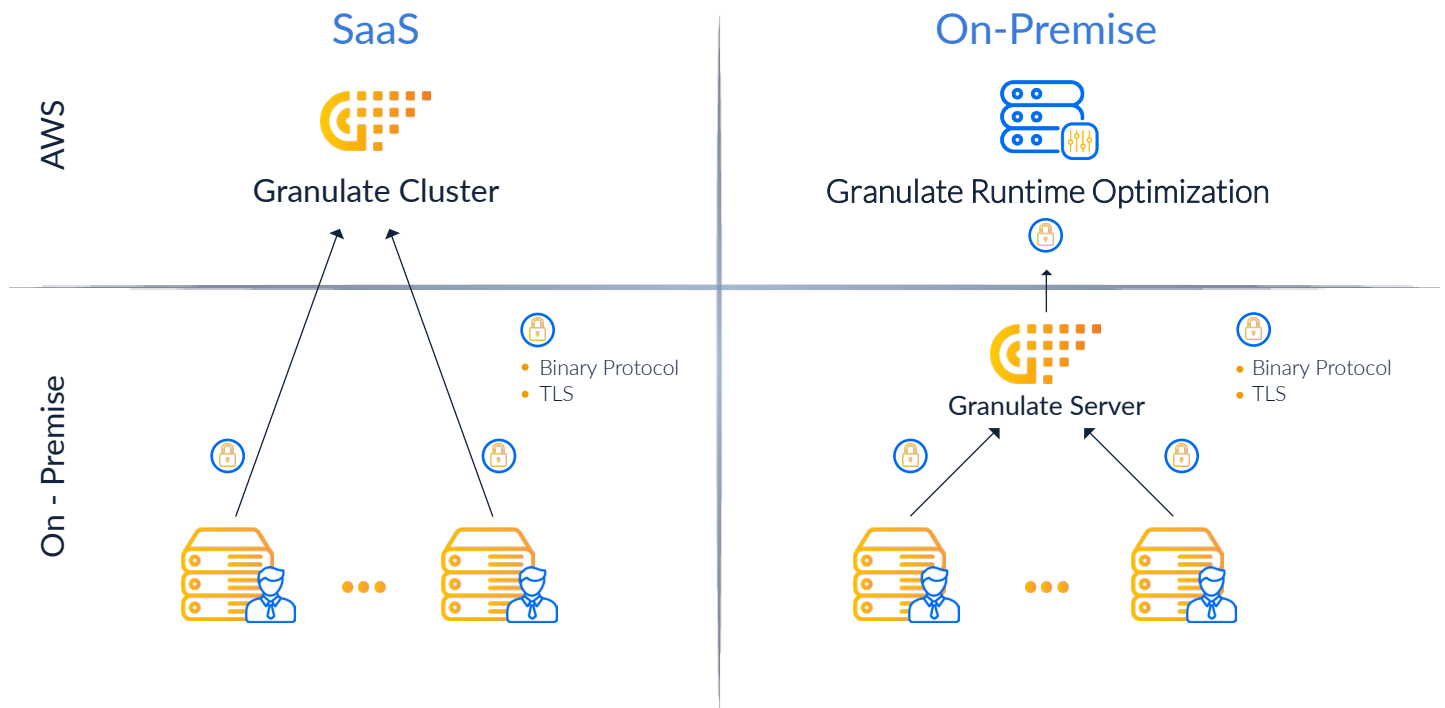 SaaS
On-Premise
AWS
Granulate Cluster
Granulate Runtime Optimization
On - Premise
Binary Protocol
TLS
Granulate Server
Binary Protocol
TLS